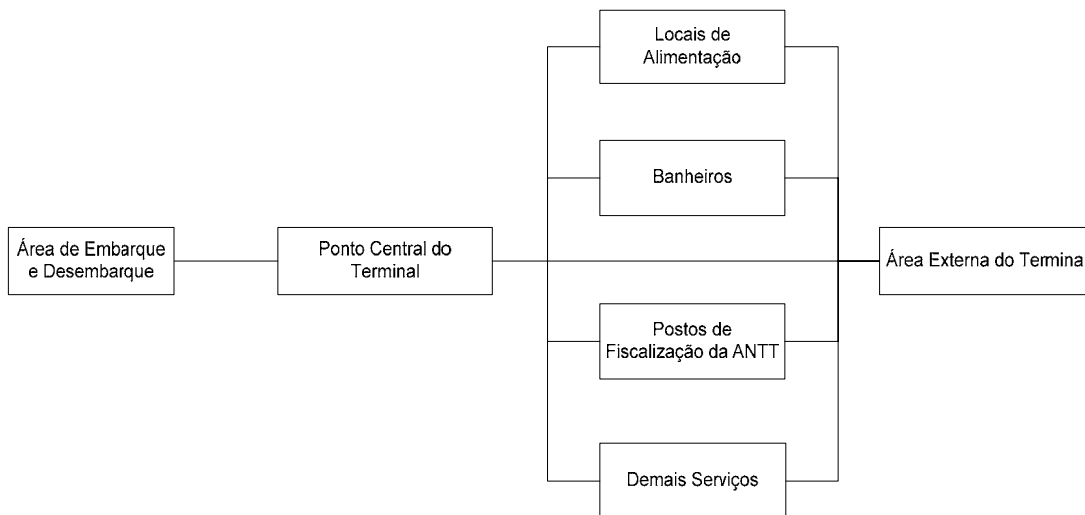 Locais de
Alimentação
Banheiros
Área de Embarque
e Desembarque
Ponto Central do
Terminal
Área Externa do Termina
Postos de
Fiscalização da ANTT
Demais Serviços